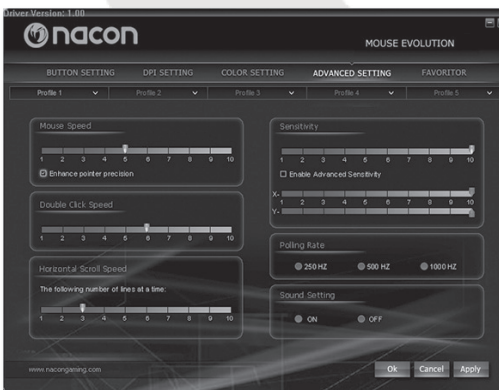 Driver Version: 1.00
nacon
MOUSE EVOLUTION
BUTTON SETTING DPI SETTING COLOR SETTING ADVANCED SETTING FAVORITOR
Profile 1 Profile 2 Profile 3 Profile 4 Profile 5
Mouse Speed
1 2 3 4 5 6 7 8 9 10
Enhance pointer precision
Double Click Speed
1 2 3 4 5 6 7 8 9 10
Horizontal Scroll Speed
The following number of lines at a time:
1 2 3 4 5 6 7 8 9 10
Sensitivity
1 2 3 4 5 6 7 8 9 10
Enable Advanced Sensitivity
X-
1 2 3 4 5 6 7 8 9 10
Y-
Polling Rate
250 HZ 500 HZ 1000 HZ
Sound Setting
ON OFF
www.nacongaming.com
Ok Cancel Apply